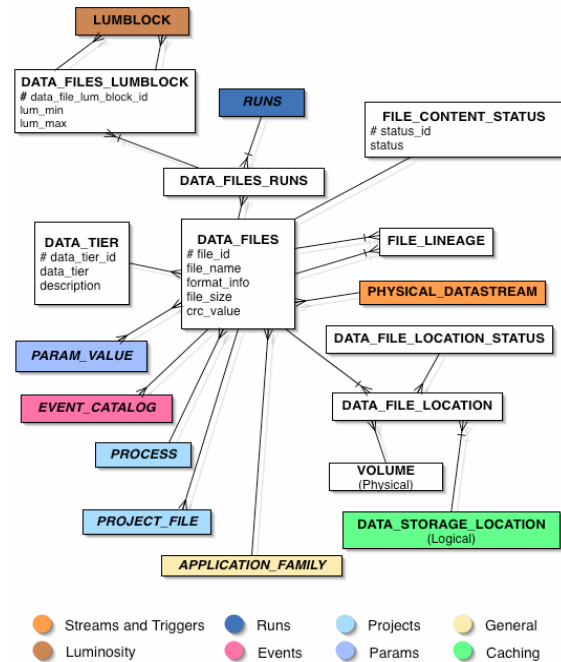 LUMBLOCK
DATA_FILES_LUMBLOCK
# data_file_lum_block_id
lum_min
lum_max
RUNS
FILE_CONTENT_STATUS
# status_id
status
DATA_FILES_RUNS
DATA_TIER
# data_tier_id
data_tier
description
DATA_FILES
# file_id
file_name
format_info
file_size
crc_value
FILE_LINEAGE
PHYSICAL_DATASTREAM
DATA_FILE_LOCATION_STATUS
PARAM_VALUE
EVENT_CATALOG
DATA_FILE_LOCATION
PROCESS
VOLUME
(Physical)
PROJECT_FILE
DATA_STORAGE_LOCATION
(Logical)
APPLICATION_FAMILY
Streams and Triggers
Runs
Projects
General
Luminosity
Events
Params
Caching